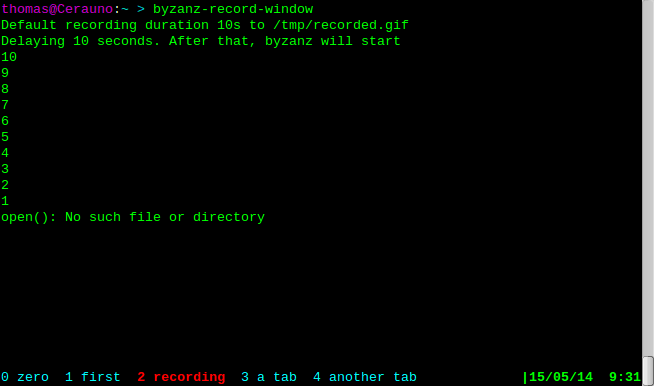 thomas@Cerauno:~ > byzanz-record-window
Default recording duration 10s to /tmp/recorded.gif
Delaying 10 seconds. After that, byzanz will start
10
9
8
7
6
5
4
3
2
1
open(): No such file or directory
0 zero  1 first  2 recording  3 a tab  4 another tab  |15/05/14  9:31